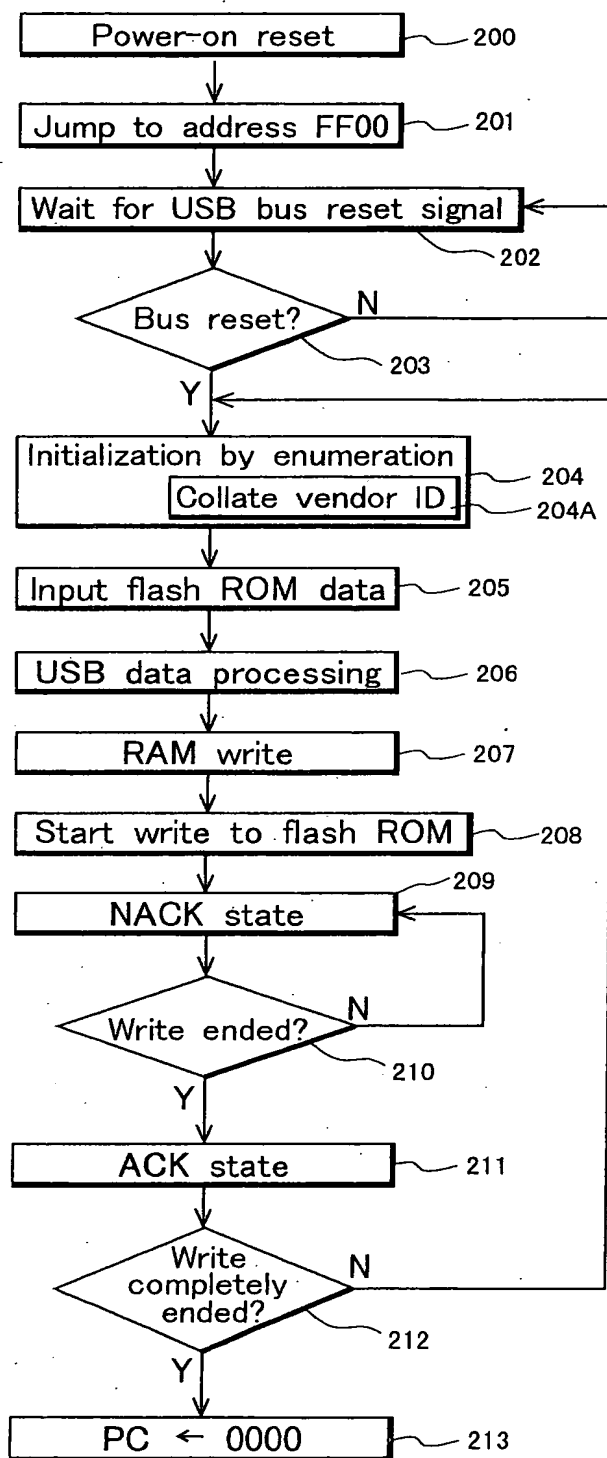 Power-on reset
200
Jump to address FF00
201
Wait for USB bus reset signal
202
Bus reset?
N
203
Y
Initialization by enumeration
204
Collate vendor ID
204A
Input flash ROM data
205
USB data processing
206
RAM write
207
Start write to flash ROM
208
209
NACK state
N
Write ended?
210
Y
ACK state
211
Write
completely
ended?
N
212
Y
PC ← 0000
213